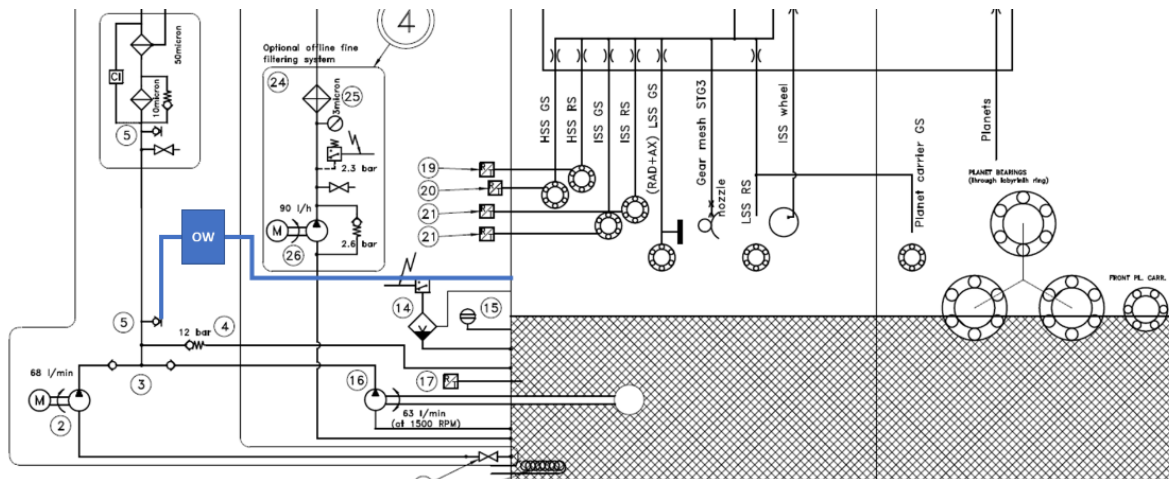 4
Optional offline fine
filtering system
24
25
3micron
50micron
CI
10micron
5
2.3 bar
90 l/h
M
26
2.6 bar
OW
5
12 bar
4
68 l/min
M
2
3
14
15
16
17
63 l/min
(at 1500 RPM)
19
20
21
21
HSS GS
HSS RS
ISS GS
ISS RS
(RAD+AX) LSS GS
Gear mesh STG3
nozzle
LSS RS
ISS wheel
Planet carrier GS
Planets
PLANET BEARINGS
(through labyrinth ring)
FRONT PL. CARR.